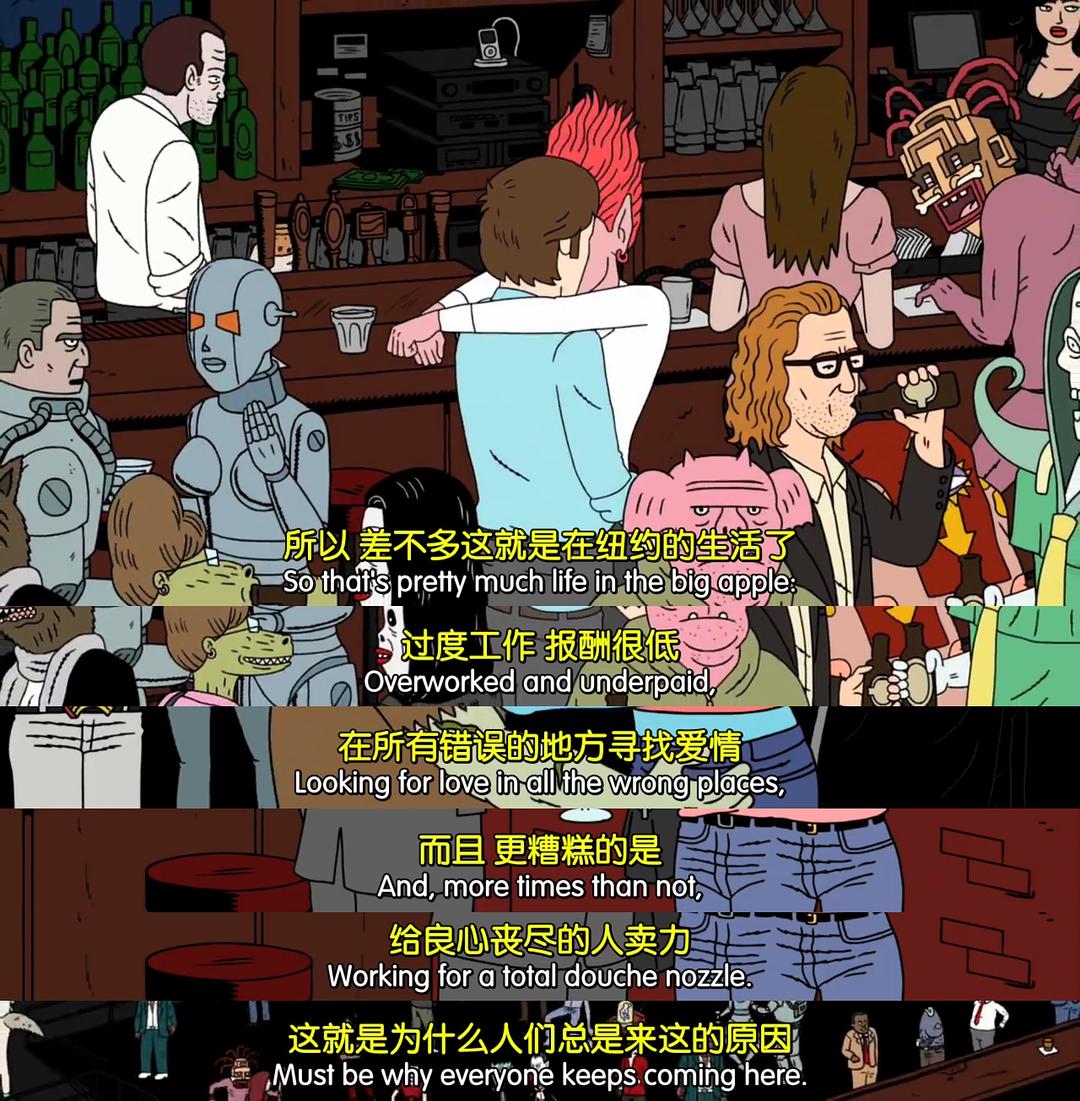 TIPS
$$$
所以 差不多这就是在纽约的生活了
So that's pretty much life in the big apple:
过度工作 报酬很低
Overworked and underpaid,
在所有错误的地方寻找爱情
Looking for love in all the wrong places,
而且 更糟糕的是
And, more times than not,
给良心丧尽的人卖力
Working for a total douche nozzle.
这就是为什么人们总是来这的原因
Must be why everyone keeps coming here.